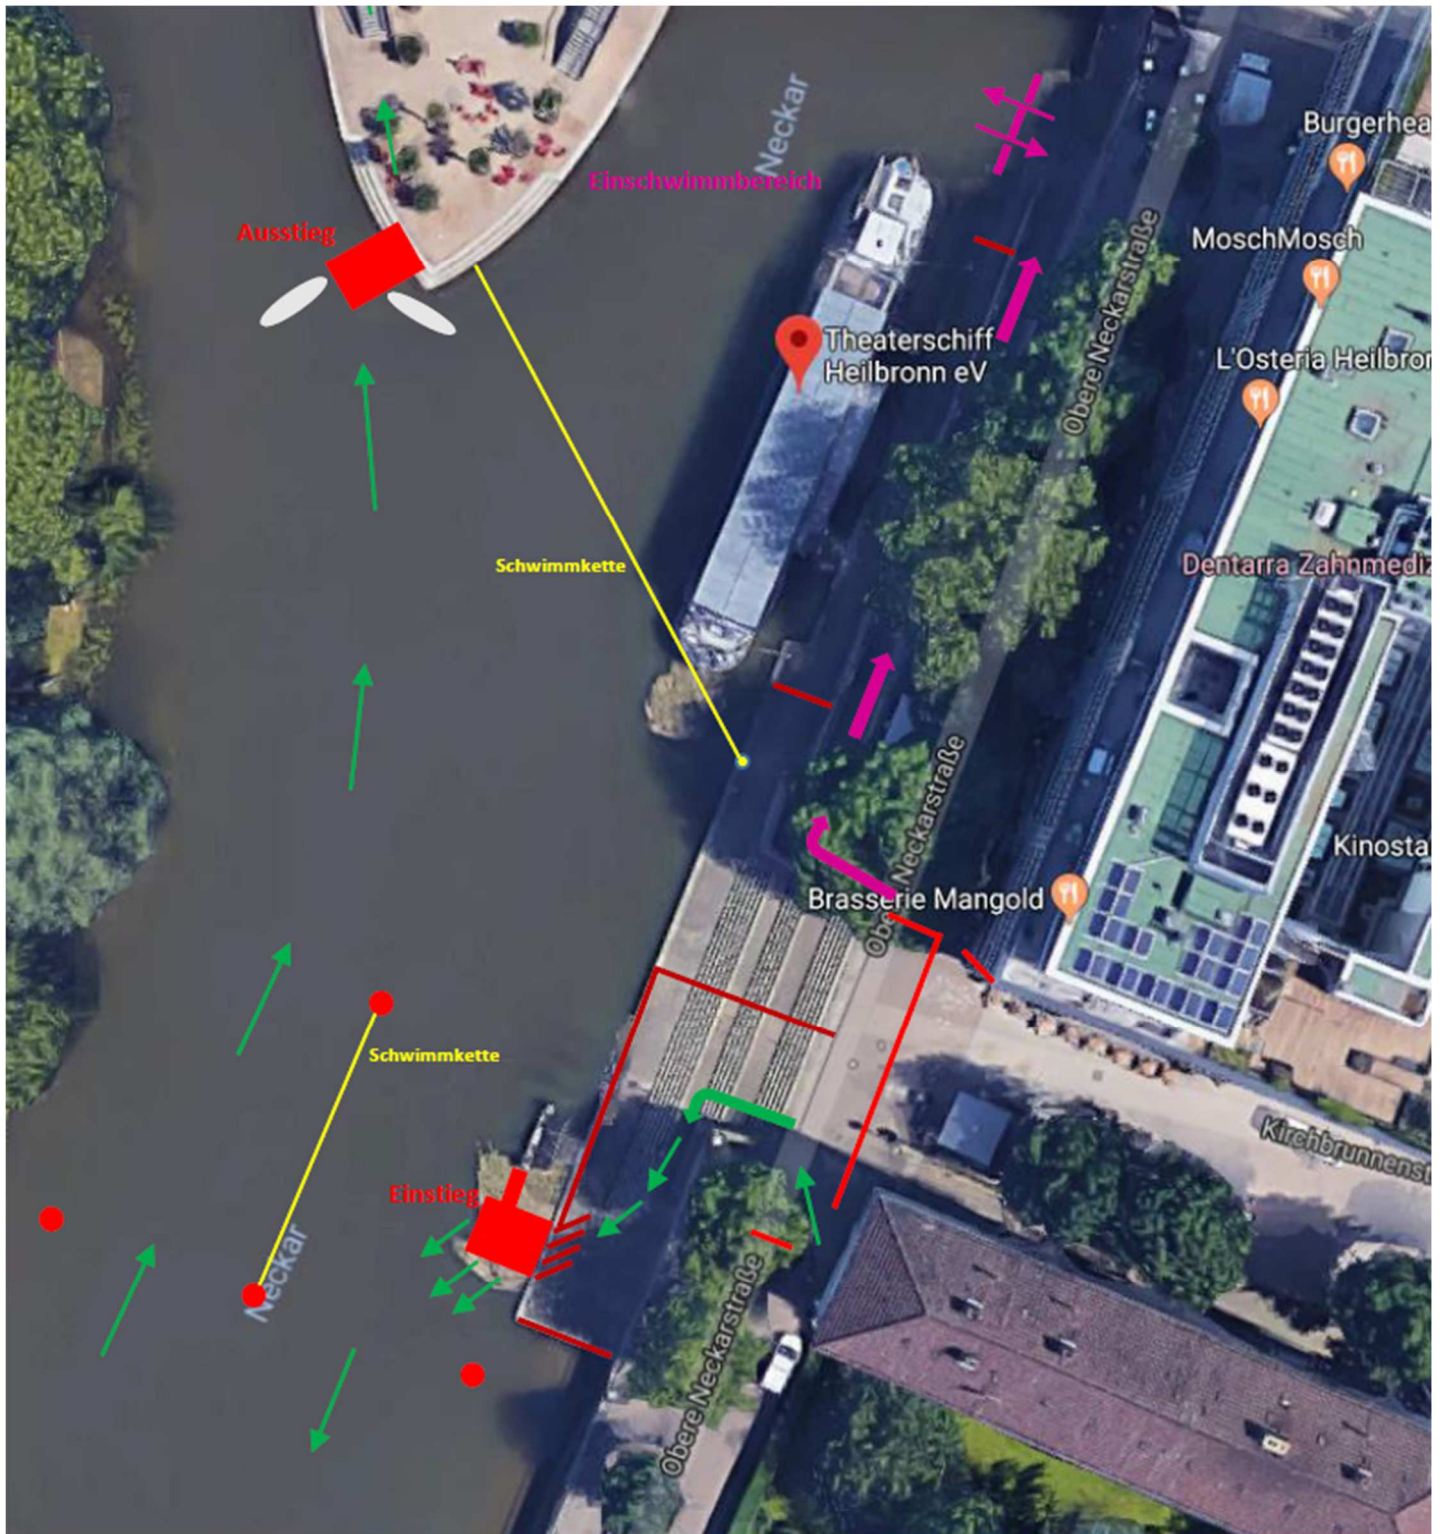 Neckar
Burgerhea
Einschwimmbereich
Ausstieg
MoschMosch
Obere Neckarstraße
Theaterschiff
Heilbronn eV
L'Osteria Heilbror
Schwimmkette
Dentarra Zahnmediz
Obere Neckarstraße
Kinosta
Brasserie Mangold
Schwimmkette
Kirchbrunnenst
Einstieg
Neckar
Obere Neckarstraße